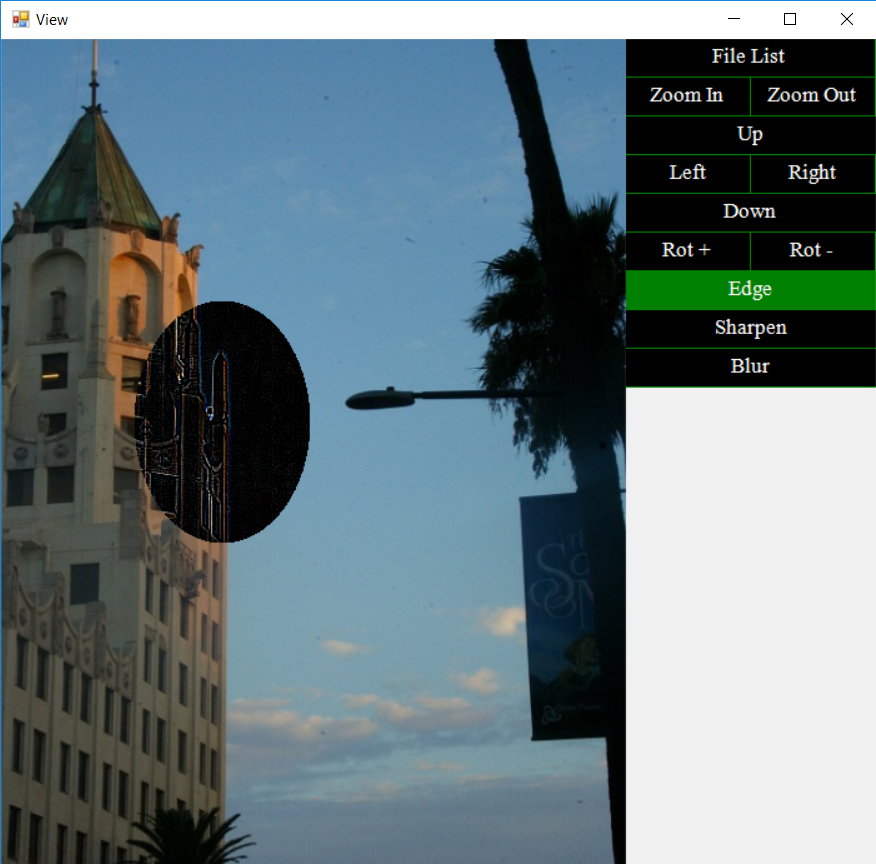 View
File List
Zoom In Zoom Out
Up
Left Right
Down
Rot + Rot -
Edge
Sharpen
Blur